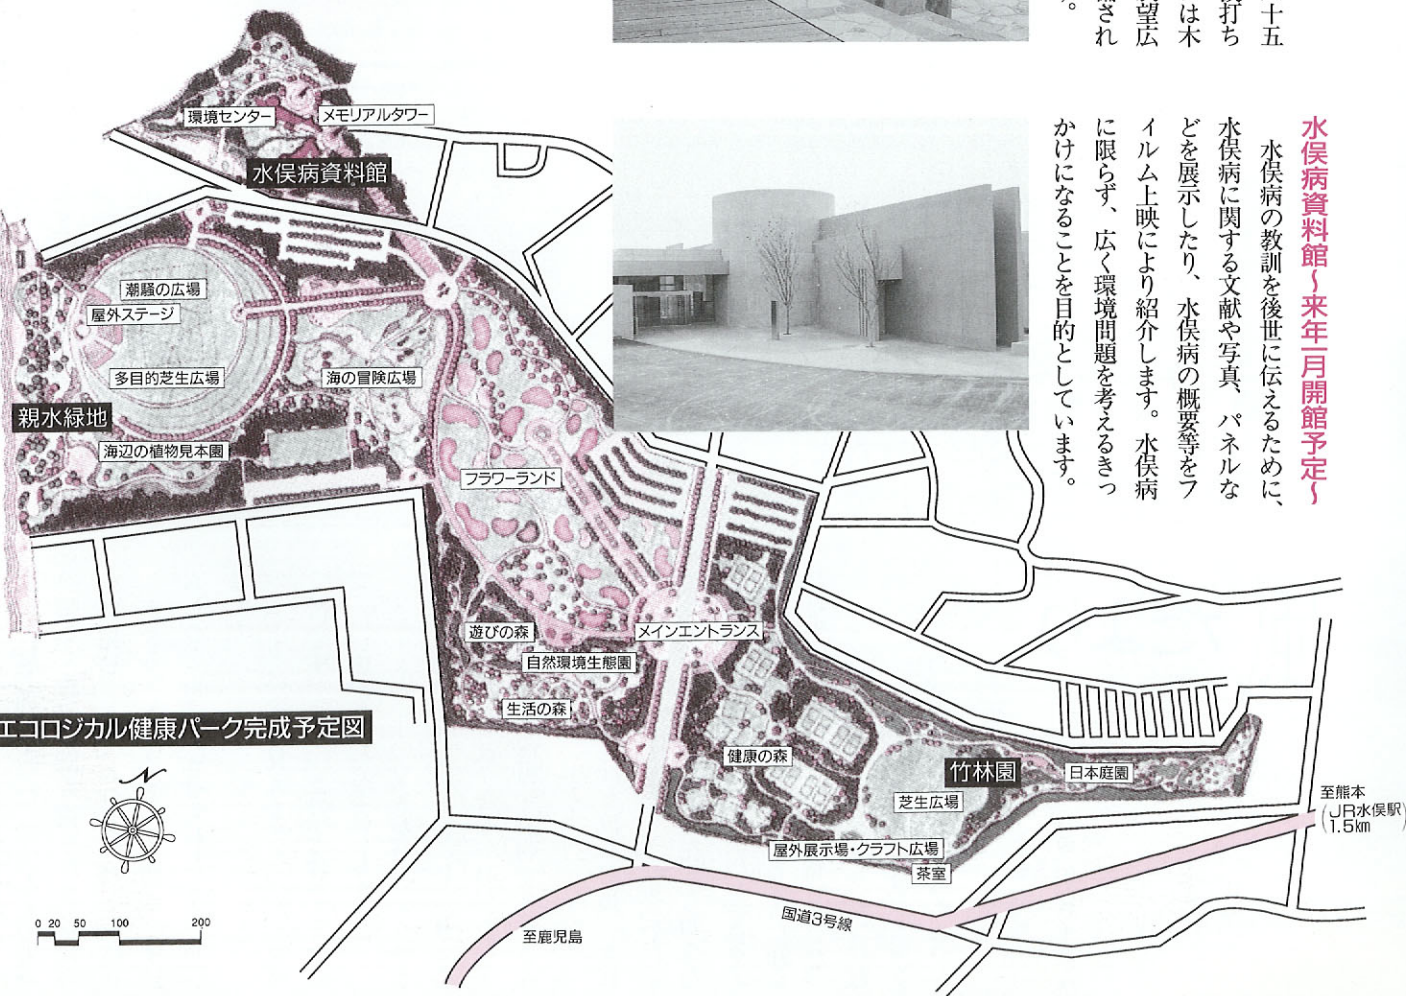 十五
打ち
は木
望広
され
。
水俣病資料館～来年一月開館予定～
水俣病の教訓を後世に伝えるために、
水俣病に関する文献や写真、パネルな
どを展示したり、水俣病の概要等をフ
イルム上映により紹介します。水俣病
に限らず、広く環境問題を考えるきっ
かけになることを目的としています。
環境センター
メモリアルタワー
水俣病資料館
潮騒の広場
屋外ステージ
多目的芝生広場
海の冒険広場
親水緑地
海辺の植物見本園
フラワーランド
遊びの森
メインエントランス
自然環境生態園
生活の森
エコロジカル健康パーク完成予定図
健康の森
竹林園
日本庭園
芝生広場
屋外展示場・クラフト広場
茶室
至熊本
(JR水俣駅)
1.5km
国道3号線
至鹿児島
N
0 20 50 100 200